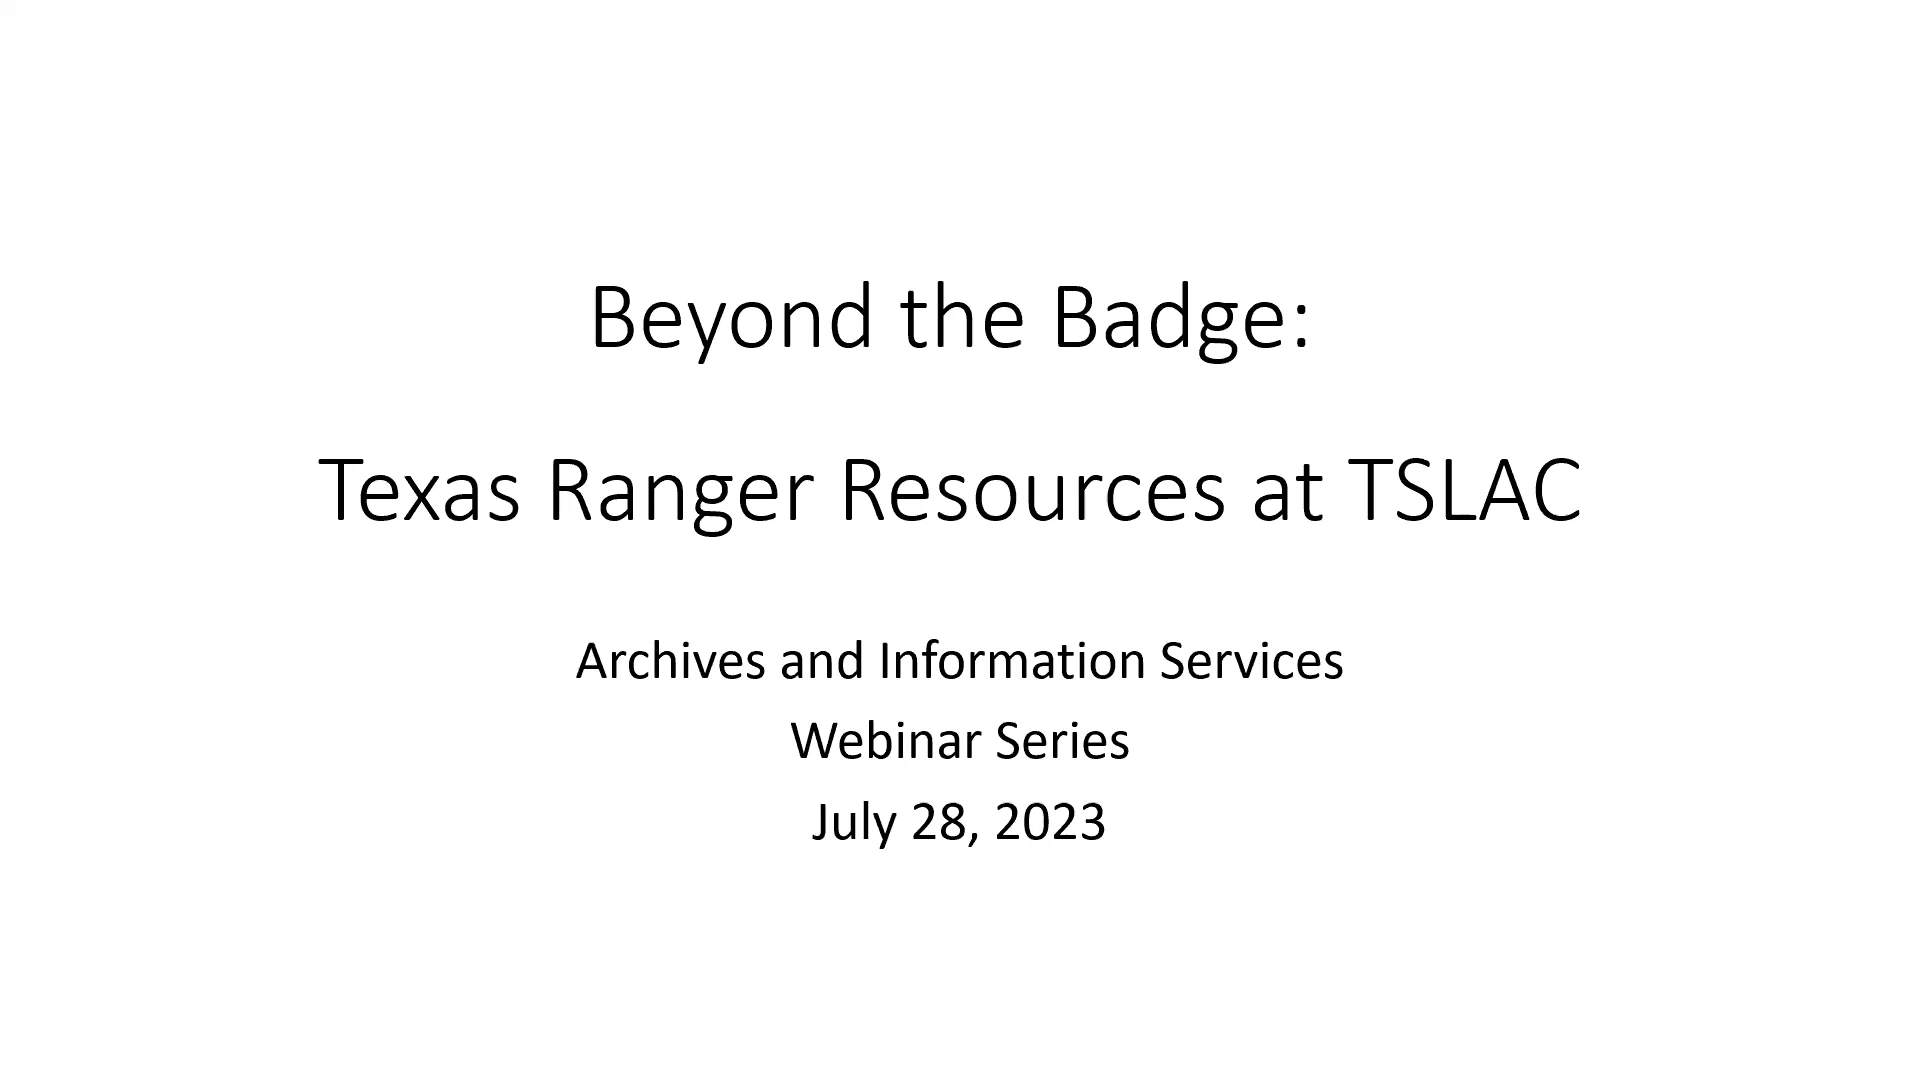 Beyond the Badge:
Texas Ranger Resources at TSLAC
Archives and Information Services
Webinar Series
July 28, 2023